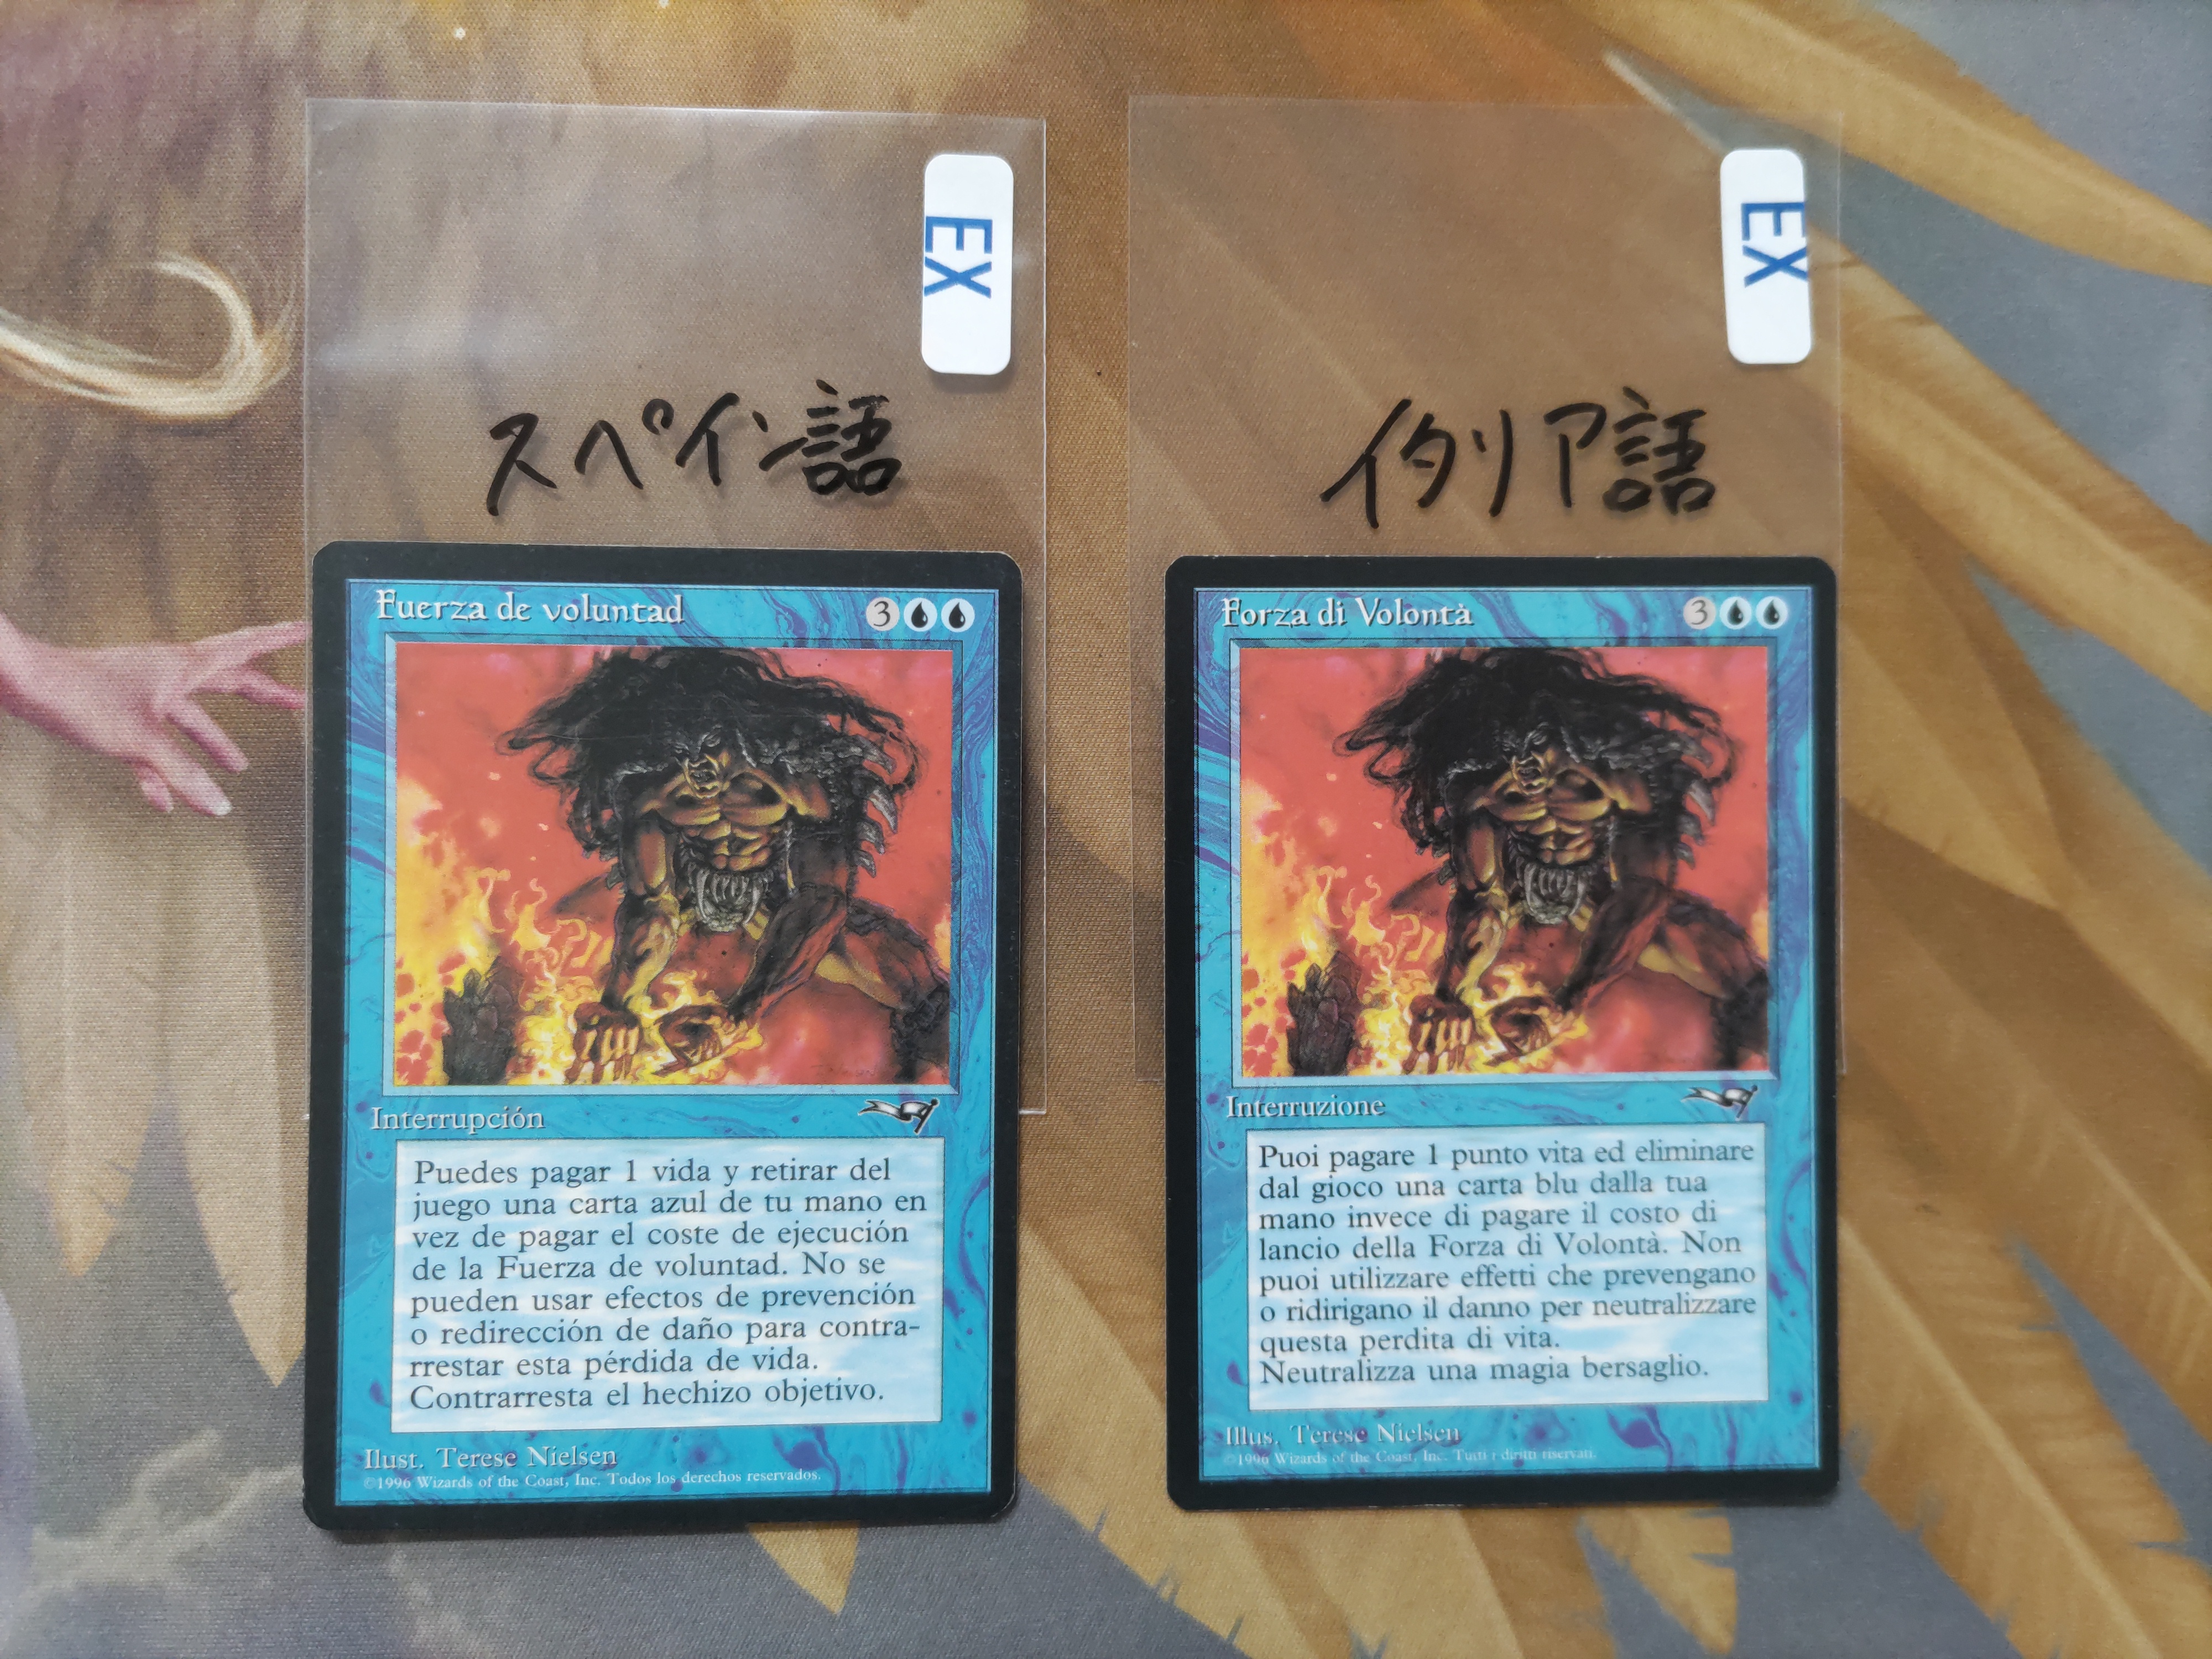 EX
スペイン語
Fuerza de voluntad
3
Interrupción
Puedes pagar 1 vida y retirar del
juego una carta azul de tu mano en
vez de pagar el coste de ejecución
de la Fuerza de voluntad. No se
pueden usar efectos de prevención
o redirección de daño para contra-
rrestar esta pérdida de vida.
Contrarresta el hechizo objetivo.
Illust. Terese Nielsen
©1996 Wizards of the Coast, Inc. Todos los derechos reservados.
EX
イタリア語
Forza di Volontà
3
Interruzione
Puoi pagare 1 punto vita ed eliminare
dal gioco una carta blu dalla tua
mano invece di pagare il costo di
lancio della Forza di Volontà. Non
puoi utilizzare effetti che prevengano
o ridirigano il danno per neutralizzare
questa perdita di vita.
Neutralizza una magia bersaglio.
Illus. Terese Nielsen
©1996 Wizards of the Coast, Inc. Tutti i diritti riservati.